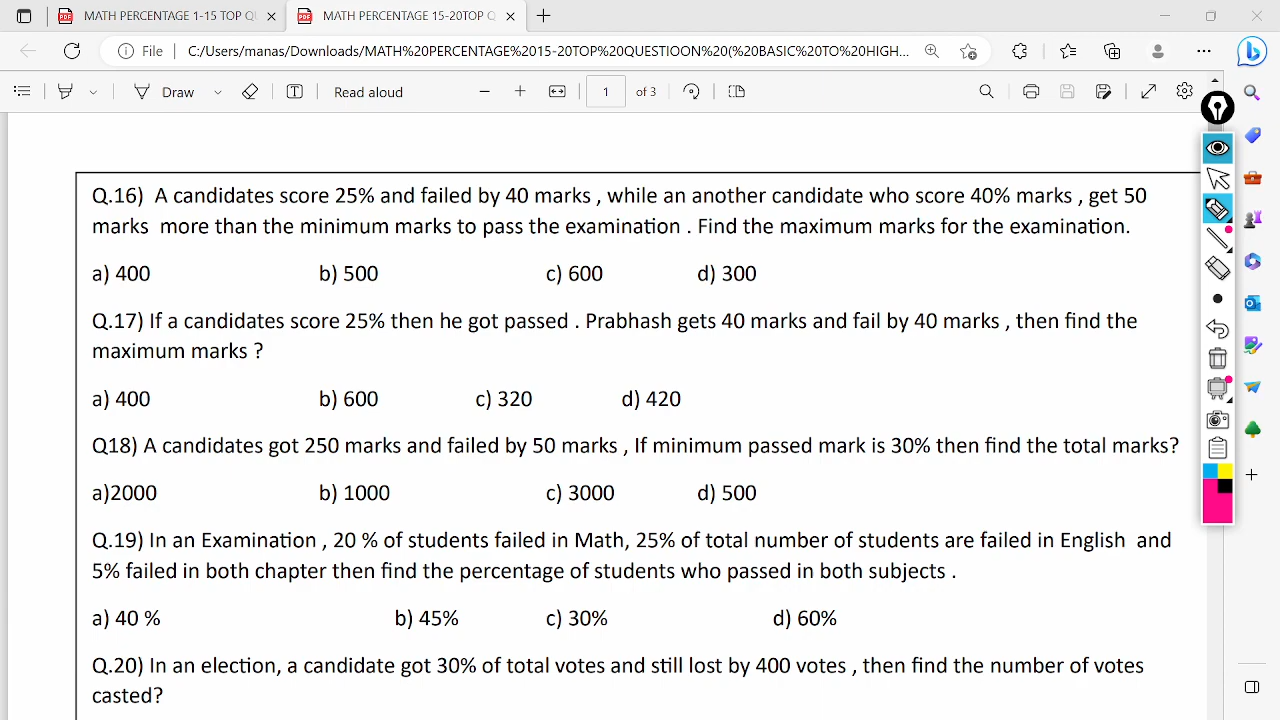 MATH PERCENTAGE 1-15 TOP QU
MATH PERCENTAGE 15-20TOP Q
File
C:/Users/manas/Downloads/MATH%20PERCENTAGE%2015-20TOP%20QUESTIOON%20(%20BASIC%20TO%20HIGH...
Draw
Read aloud
1 of 3
Q.16) A candidates score 25% and failed by 40 marks , while an another candidate who score 40% marks , get 50
marks more than the minimum marks to pass the examination . Find the maximum marks for the examination.
a) 400 b) 500 c) 600 d) 300
Q.17) If a candidates score 25% then he got passed . Prabhash gets 40 marks and fail by 40 marks , then find the
maximum marks ?
a) 400 b) 600 c) 320 d) 420
Q18) A candidates got 250 marks and failed by 50 marks , If minimum passed mark is 30% then find the total marks?
a)2000 b) 1000 c) 3000 d) 500
Q.19) In an Examination , 20 % of students failed in Math, 25% of total number of students are failed in English and
5% failed in both chapter then find the percentage of students who passed in both subjects .
a) 40 % b) 45% c) 30% d) 60%
Q.20) In an election, a candidate got 30% of total votes and still lost by 400 votes , then find the number of votes
casted?